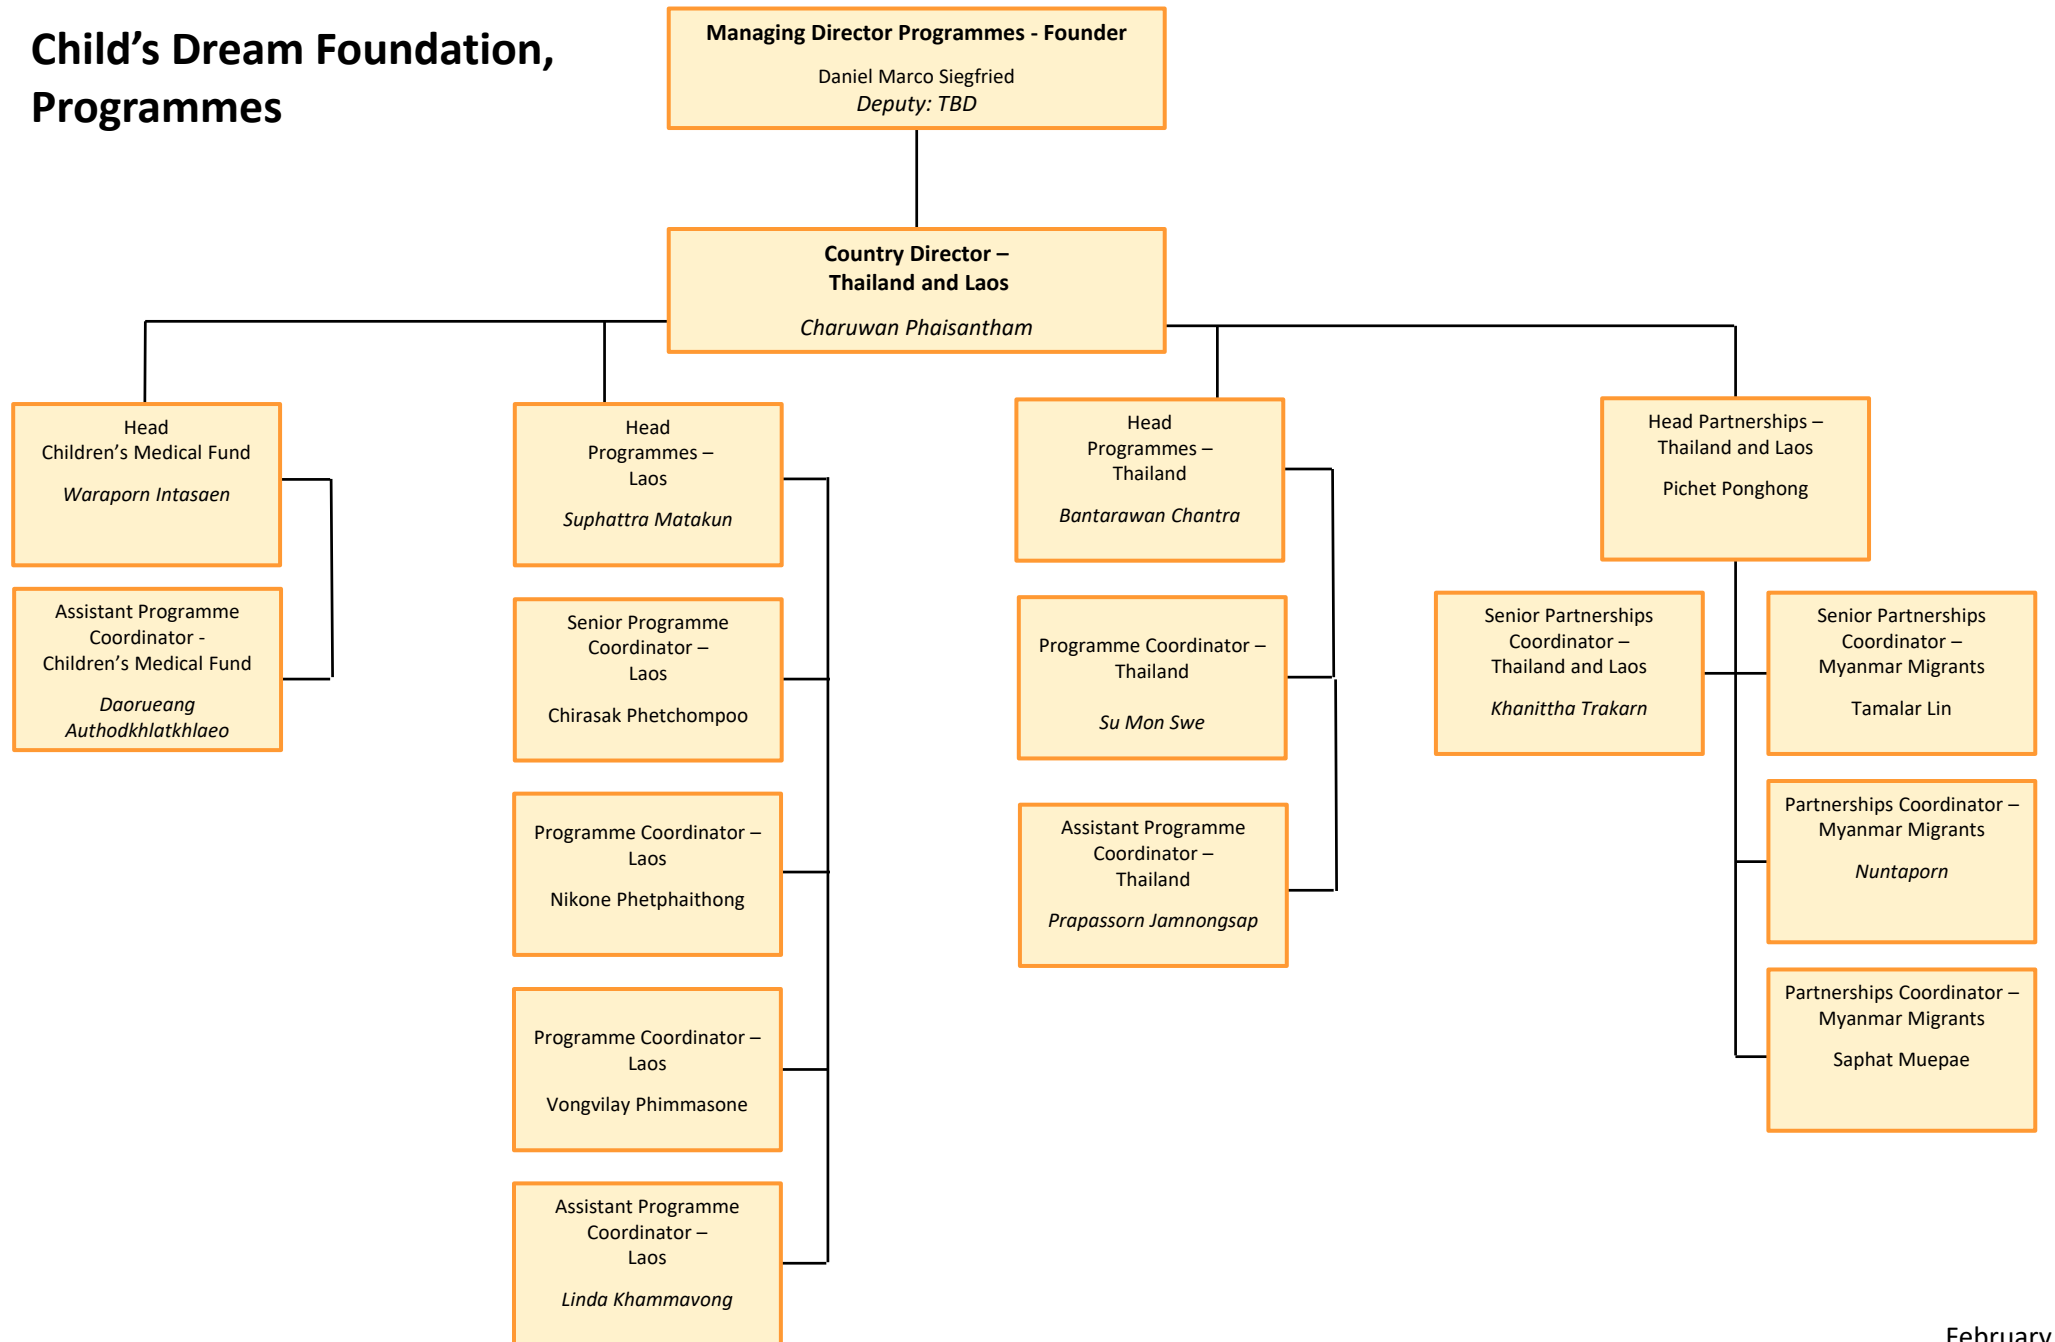 Child's Dream Foundation,
Programmes
Managing Director Programmes - Founder
Daniel Marco Siegfried
Deputy: TBD
Country Director –
Thailand and Laos
Charuwan Phaisantham
Head
Children's Medical Fund
Waraporn Intasaen
Assistant Programme
Coordinator -
Children's Medical Fund
Daorueang
Authodkhlatkhlaeo
Head
Programmes –
Laos
Suphattra Matakun
Senior Programme
Coordinator –
Laos
Chirasak Phetchompoo
Programme Coordinator –
Laos
Nikone Phetphaithong
Programme Coordinator –
Laos
Vongvilay Phimmasone
Assistant Programme
Coordinator –
Laos
Linda Khammavong
Head
Programmes –
Thailand
Bantarawan Chantra
Programme Coordinator –
Thailand
Su Mon Swe
Assistant Programme
Coordinator –
Thailand
Prapassorn Jamnongsap
Head Partnerships –
Thailand and Laos
Pichet Ponghong
Senior Partnerships
Coordinator –
Thailand and Laos
Khanittha Trakarn
Senior Partnerships
Coordinator –
Myanmar Migrants
Tamalar Lin
Partnerships Coordinator –
Myanmar Migrants
Nuntaporn
Partnerships Coordinator –
Myanmar Migrants
Saphat Muepae
February